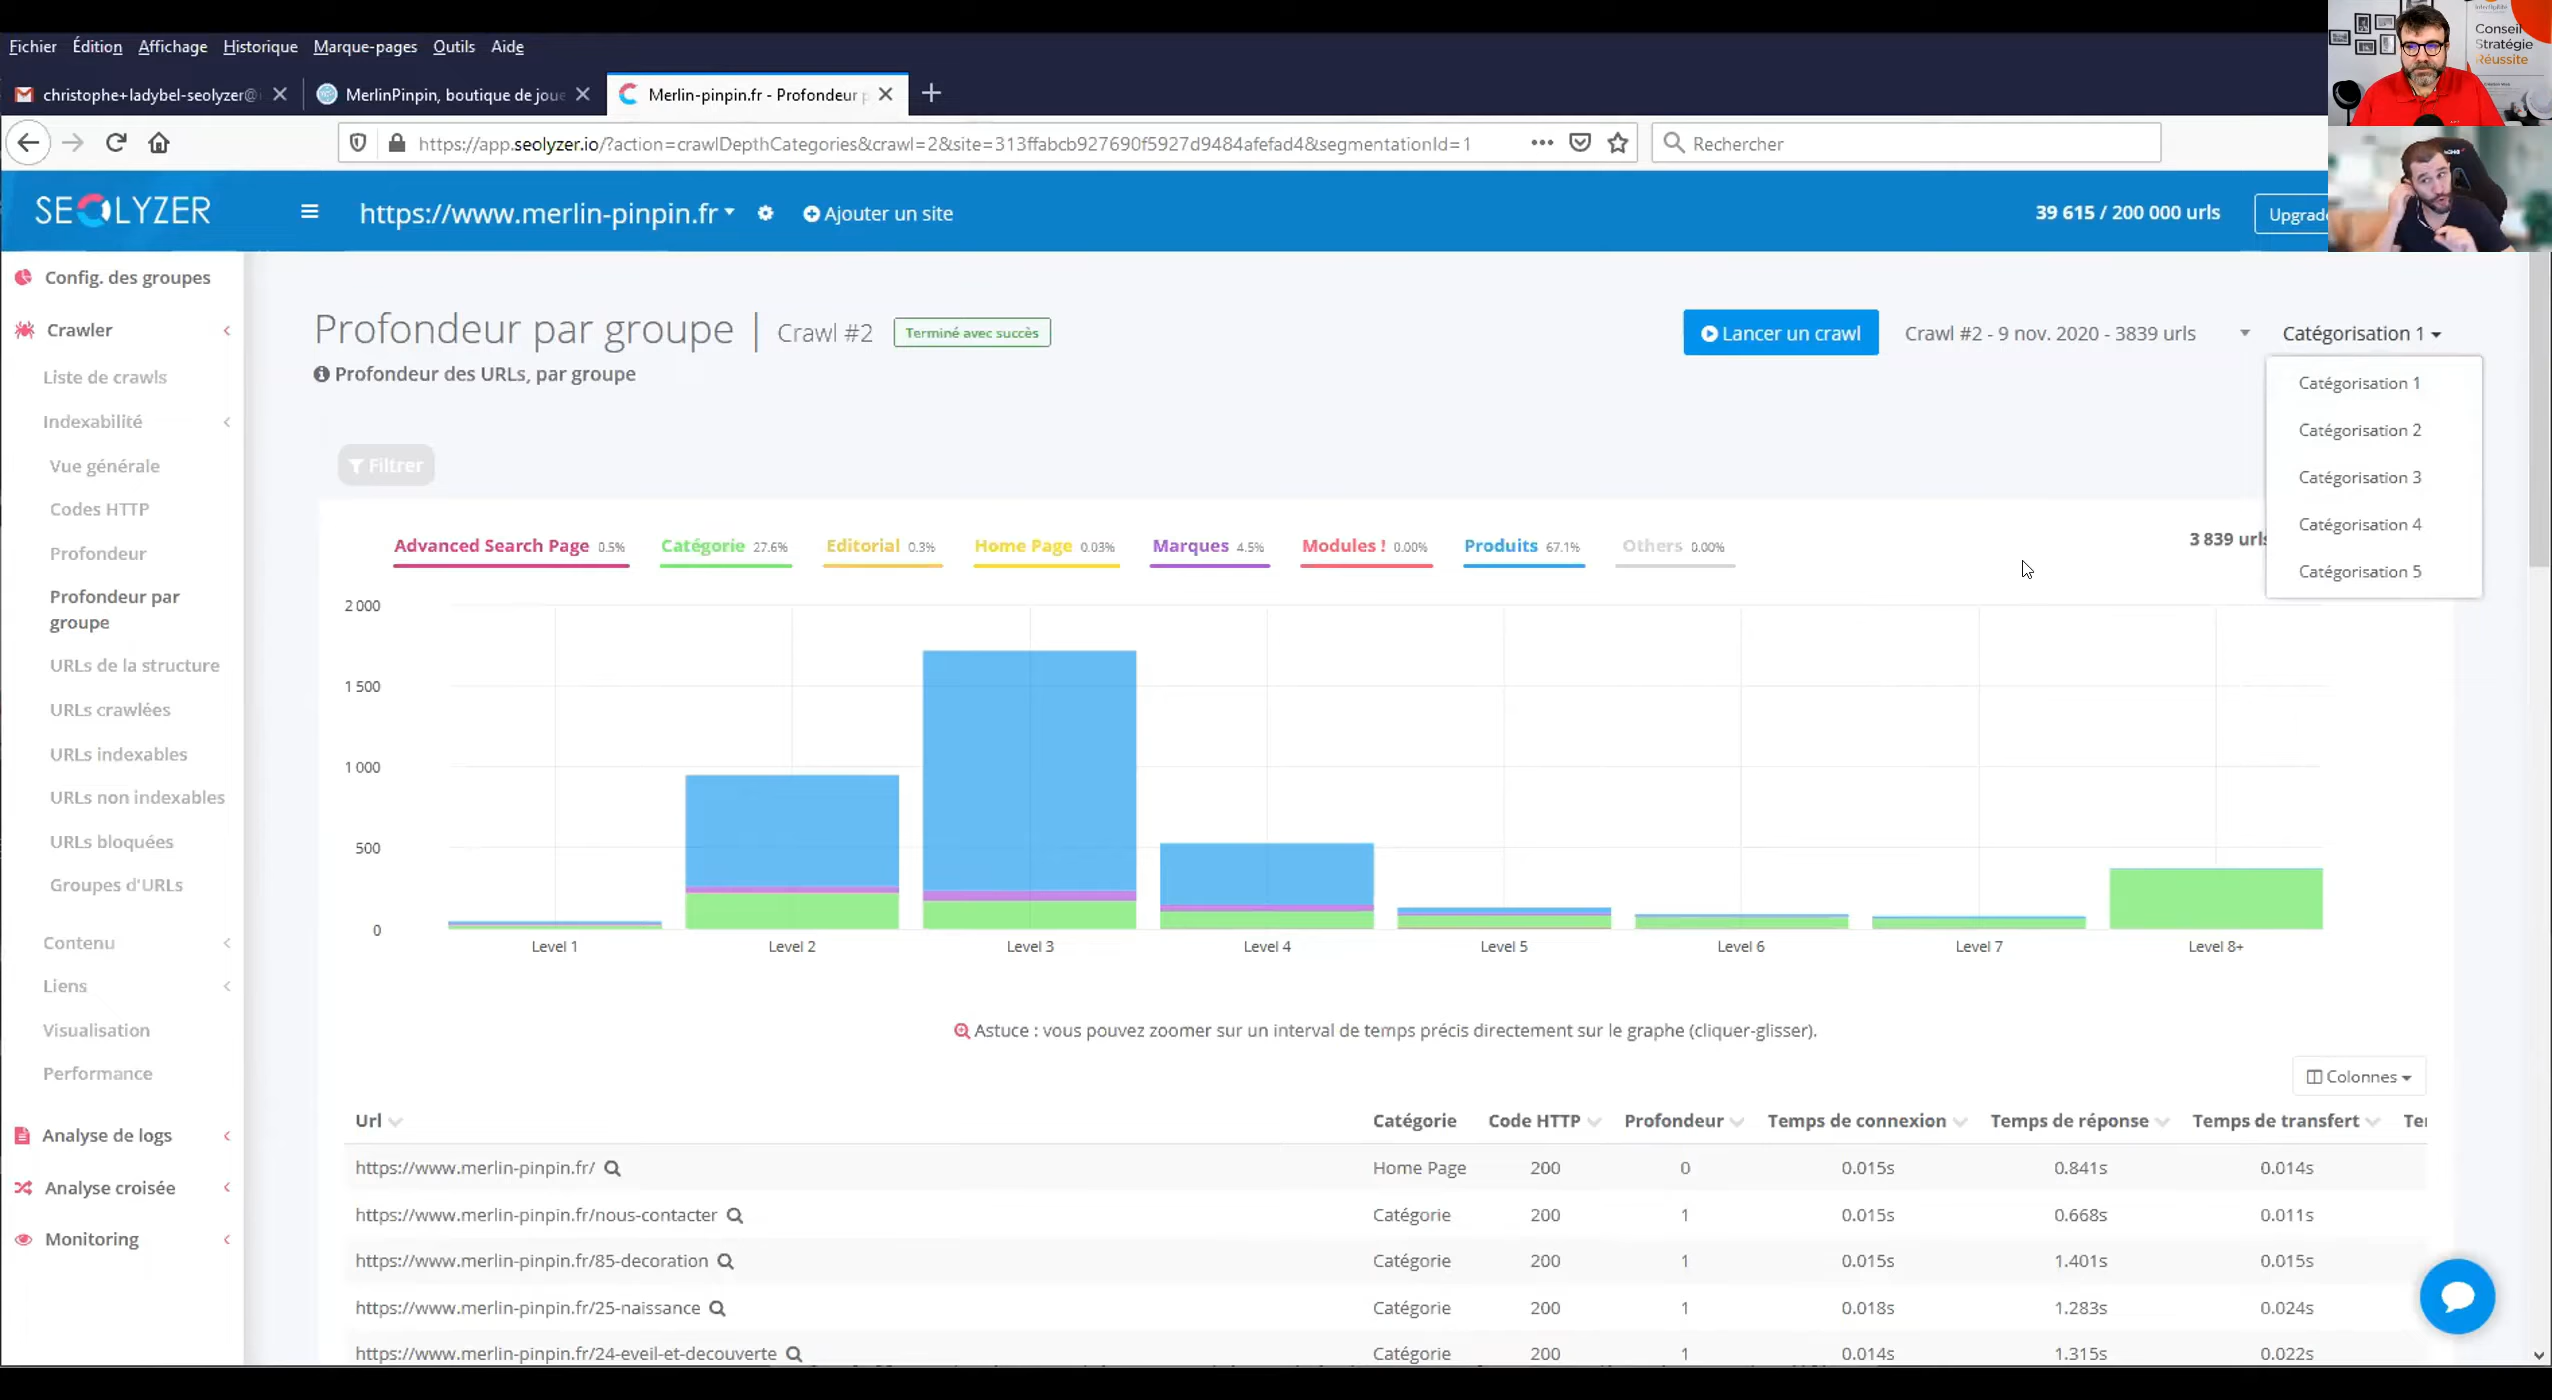 Fichier Édition Affichage Historique Marque-pages Outils Aide
christophe+ladybel-seolyzer@
MerlinPinpin, boutique de joue
Merlin-pinpin.fr - Profondeur p
https://app.seolyzer.io/?action=crawlDepthCategories&crawl=2&site=313ffabcb927690f5927d9484afefad4&segmentationId=1
Rechercher
Conseil
Stratégie
Réussite
SEOLYZER
https://www.merlin-pinpin.fr
Ajouter un site
39 615 / 200 000 urls
Upgrad
Config. des groupes
Crawler
Liste de crawls
Indexabilité
Vue générale
Codes HTTP
Profondeur
Profondeur par
groupe
URLs de la structure
URLs crawlées
URLs indexables
URLs non indexables
URLs bloquées
Groupes d'URLs
Contenu
Liens
Visualisation
Performance
Analyse de logs
Analyse croisée
Monitoring
Profondeur par groupe | Crawl #2 Terminé avec succès
Profondeur des URLs, par groupe
Lancer un crawl
Crawl #2 - 9 nov. 2020 - 3839 urls
Catégorisation 1
Catégorisation 1
Catégorisation 2
Catégorisation 3
Catégorisation 4
Catégorisation 5
Filtrer
Advanced Search Page 0.5% Catégorie 27.6% Editorial 0.3% Home Page 0.03% Marques 4.5% Modules ! 0.00% Produits 67.1% Others 0.00%
3 839 urls
2 000
1 500
1 000
500
0
Level 1 Level 2 Level 3 Level 4 Level 5 Level 6 Level 7 Level 8+
Astuce : vous pouvez zoomer sur un interval de temps précis directement sur le graphe (cliquer-glisser).
Colonnes
Url Catégorie Code HTTP Profondeur Temps de connexion Temps de réponse Temps de transfert Te
https://www.merlin-pinpin.fr/ Home Page 200 0 0.015s 0.841s 0.014s
https://www.merlin-pinpin.fr/nous-contacter Catégorie 200 1 0.015s 0.668s 0.011s
https://www.merlin-pinpin.fr/85-decoration Catégorie 200 1 0.015s 1.401s 0.015s
https://www.merlin-pinpin.fr/25-naissance Catégorie 200 1 0.018s 1.283s 0.024s
https://www.merlin-pinpin.fr/24-eveil-et-decouverte Catégorie 200 1 0.014s 1.315s 0.022s